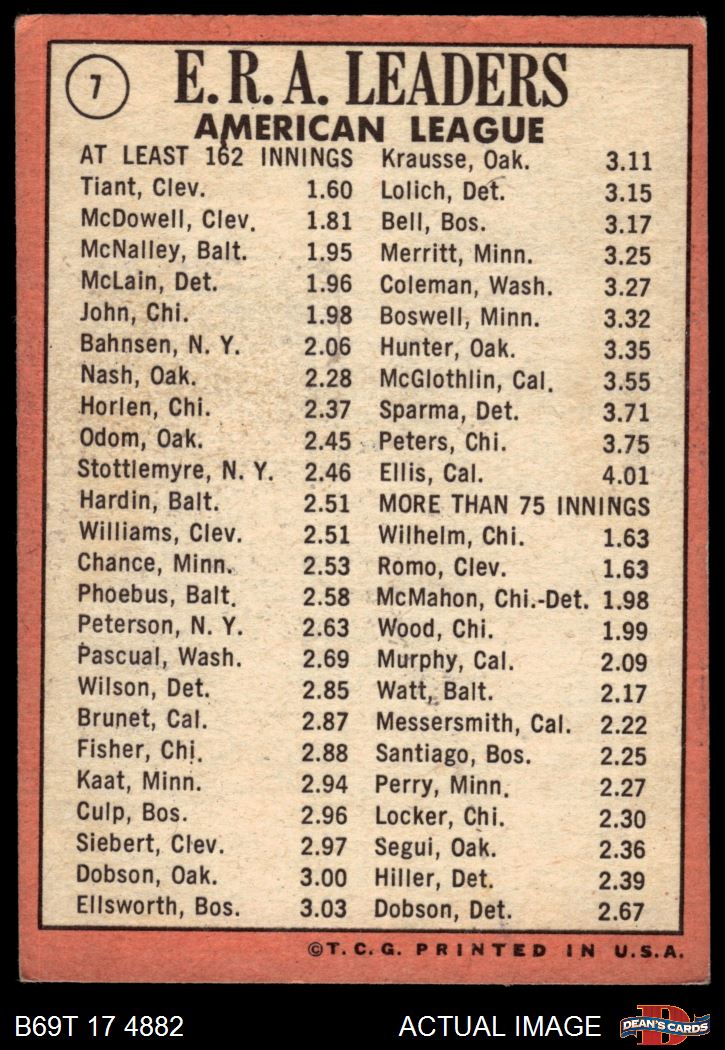 7
E.R.A. LEADERS
AMERICAN LEAGUE
AT LEAST 162 INNINGS
Tiant, Clev. 1.60
McDowell, Clev. 1.81
McNalley, Balt. 1.95
McLain, Det. 1.96
John, Chi. 1.98
Bahnsen, N. Y. 2.06
Nash, Oak. 2.28
Horlen, Chi. 2.37
Odom, Oak. 2.45
Stottlemyre, N. Y. 2.46
Hardin, Balt. 2.51
Williams, Clev. 2.51
Chance, Minn. 2.53
Phoebus, Balt. 2.58
Peterson, N. Y. 2.63
Pascual, Wash. 2.69
Wilson, Det. 2.85
Brunet, Cal. 2.87
Fisher, Chi. 2.88
Kaat, Minn. 2.94
Culp, Bos. 2.96
Siebert, Clev. 2.97
Dobson, Oak. 3.00
Ellsworth, Bos. 3.03
Krausse, Oak. 3.11
Lolich, Det. 3.15
Bell, Bos. 3.17
Merritt, Minn. 3.25
Coleman, Wash. 3.27
Boswell, Minn. 3.32
Hunter, Oak. 3.35
McGlothlin, Cal. 3.55
Sparma, Det. 3.71
Peters, Chi. 3.75
Ellis, Cal. 4.01
MORE THAN 75 INNINGS
Wilhelm, Chi. 1.63
Romo, Clev. 1.63
McMahon, Chi.-Det. 1.98
Wood, Chi. 1.99
Murphy, Cal. 2.09
Watt, Balt. 2.17
Messersmith, Cal. 2.22
Santiago, Bos. 2.25
Perry, Minn. 2.27
Locker, Chi. 2.30
Segui, Oak. 2.36
Hiller, Det. 2.39
Dobson, Det. 2.67
©T.C.G. PRINTED IN U.S.A.
B69T 17 4882
ACTUAL IMAGE
D
DEAN'S CARDS